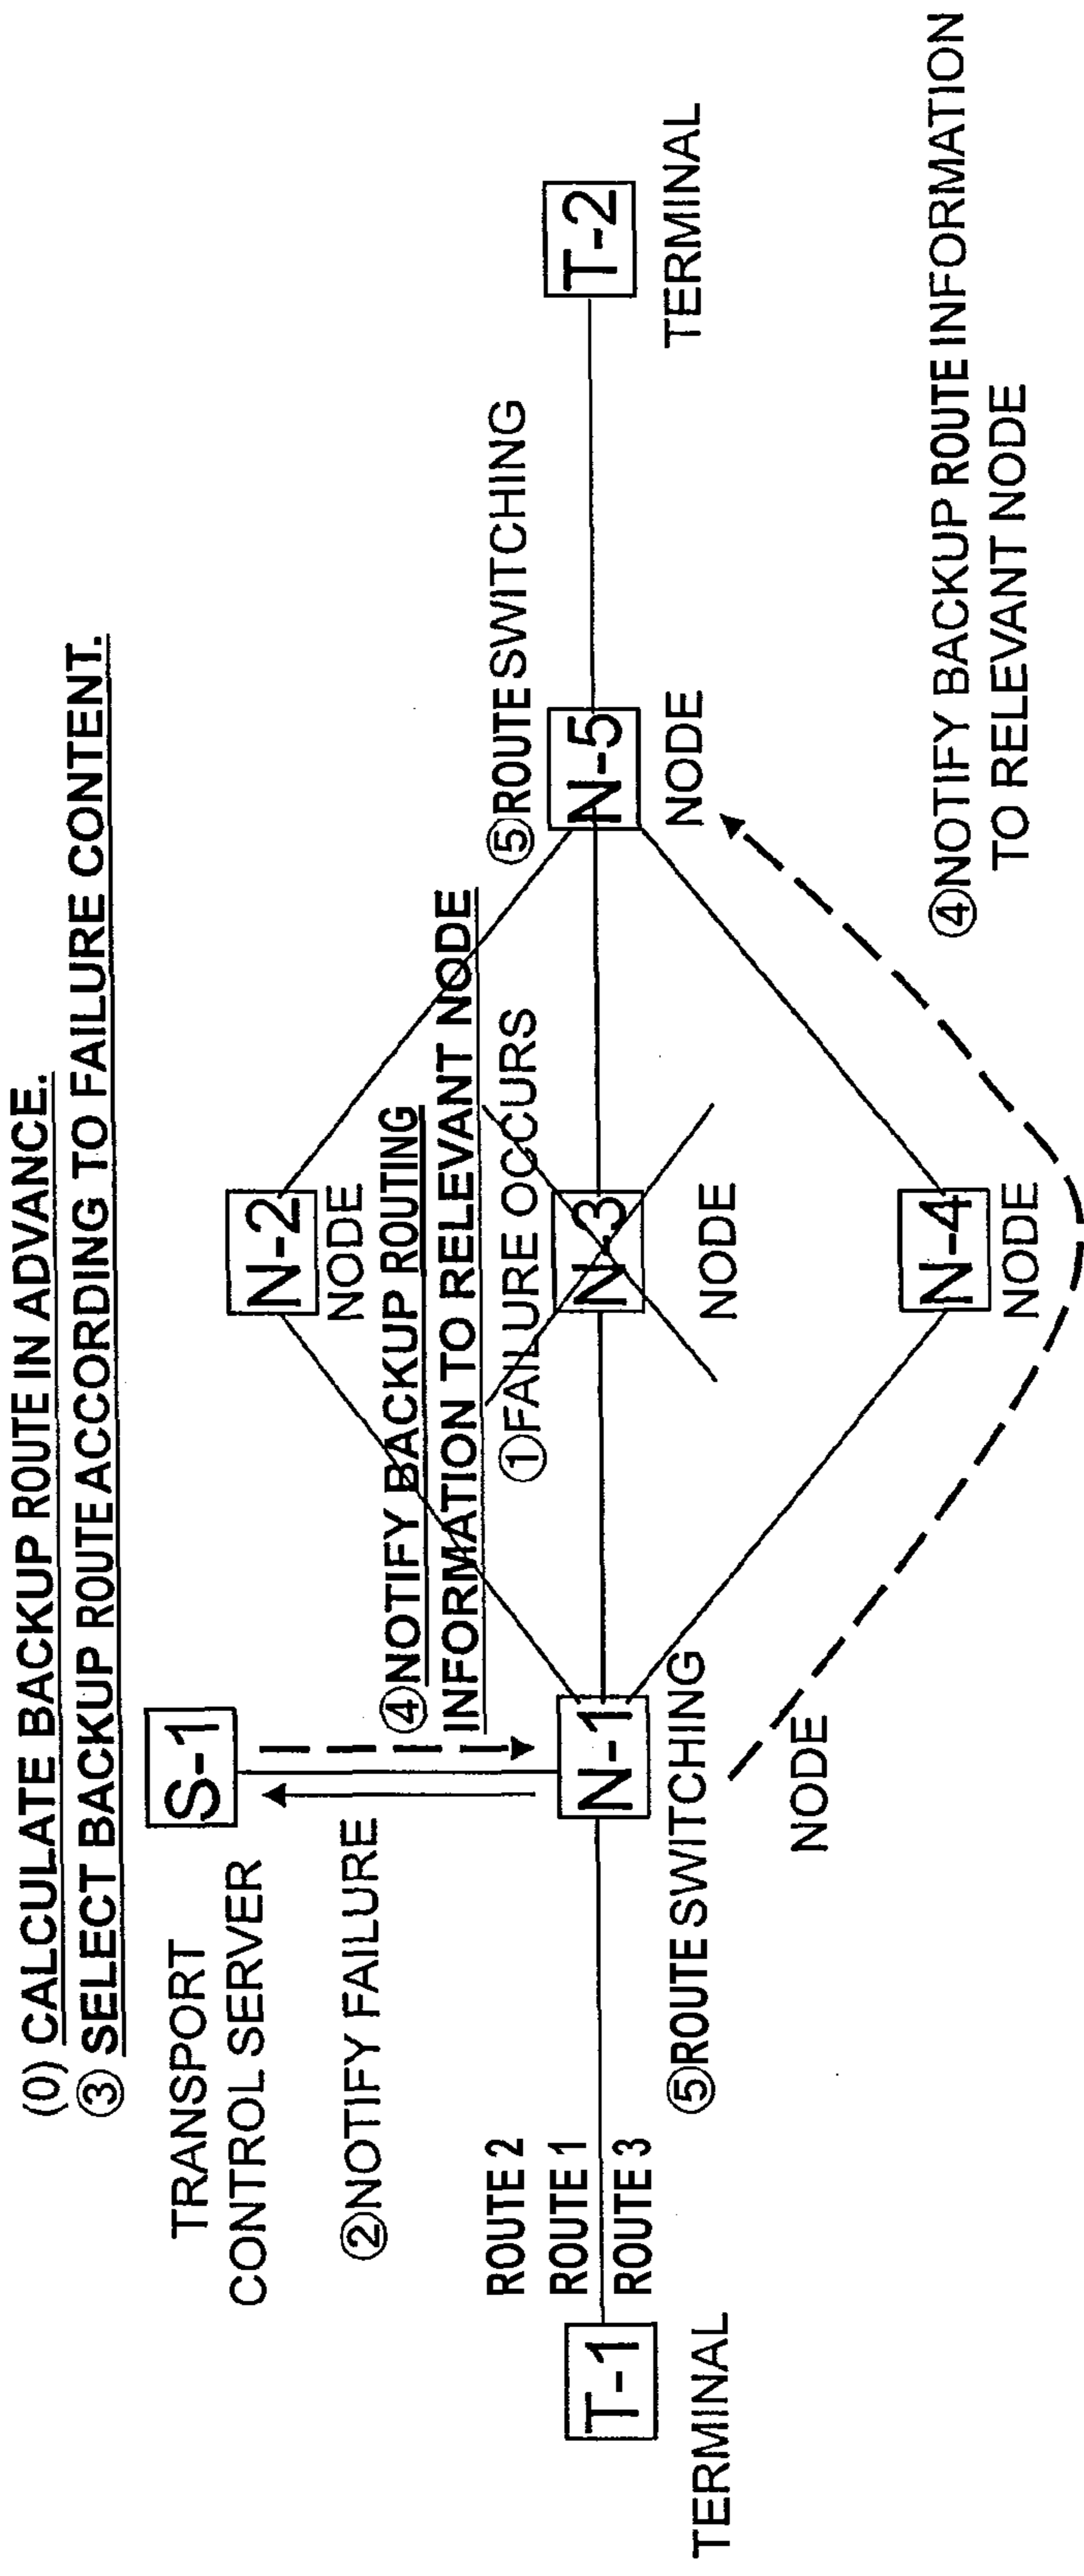 (0) CALCULATE BACKUP ROUTE IN ADVANCE.
③ SELECT BACKUP ROUTE ACCORDING TO FAILURE CONTENT.
TRANSPORT
CONTROL SERVER
S-1
②NOTIFY FAILURE
④NOTIFY BACKUP ROUTING
INFORMATION TO RELEVANT NODE
N-2
NODE
①FAILURE OCCURS
⑤ROUTE SWITCHING
ROUTE 2
ROUTE 1
ROUTE 3
T-1
TERMINAL
N-1
⑤ROUTE SWITCHING
NODE
N-3
NODE
N-5
NODE
T-2
TERMINAL
N-4
NODE
④NOTIFY BACKUP ROUTE INFORMATION
TO RELEVANT NODE